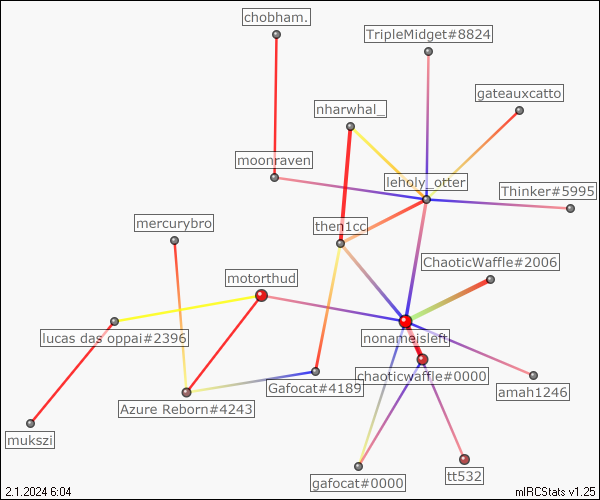 chobham.
TripleMidget#8824
gateauxcatto
nharwhal_
moonraven
leholy_otter
Thinker#5995
mercurybro
then1cc
ChaoticWaffle#2006
motorthud
lucas das oppai#2396
nonameisleft
chaoticwaffle#0000
Gafocat#4189
amah1246
Azure Reborn#4243
mukszi
gafocat#0000
tt532
2.1.2024 6:04
mIRCStats v1.25